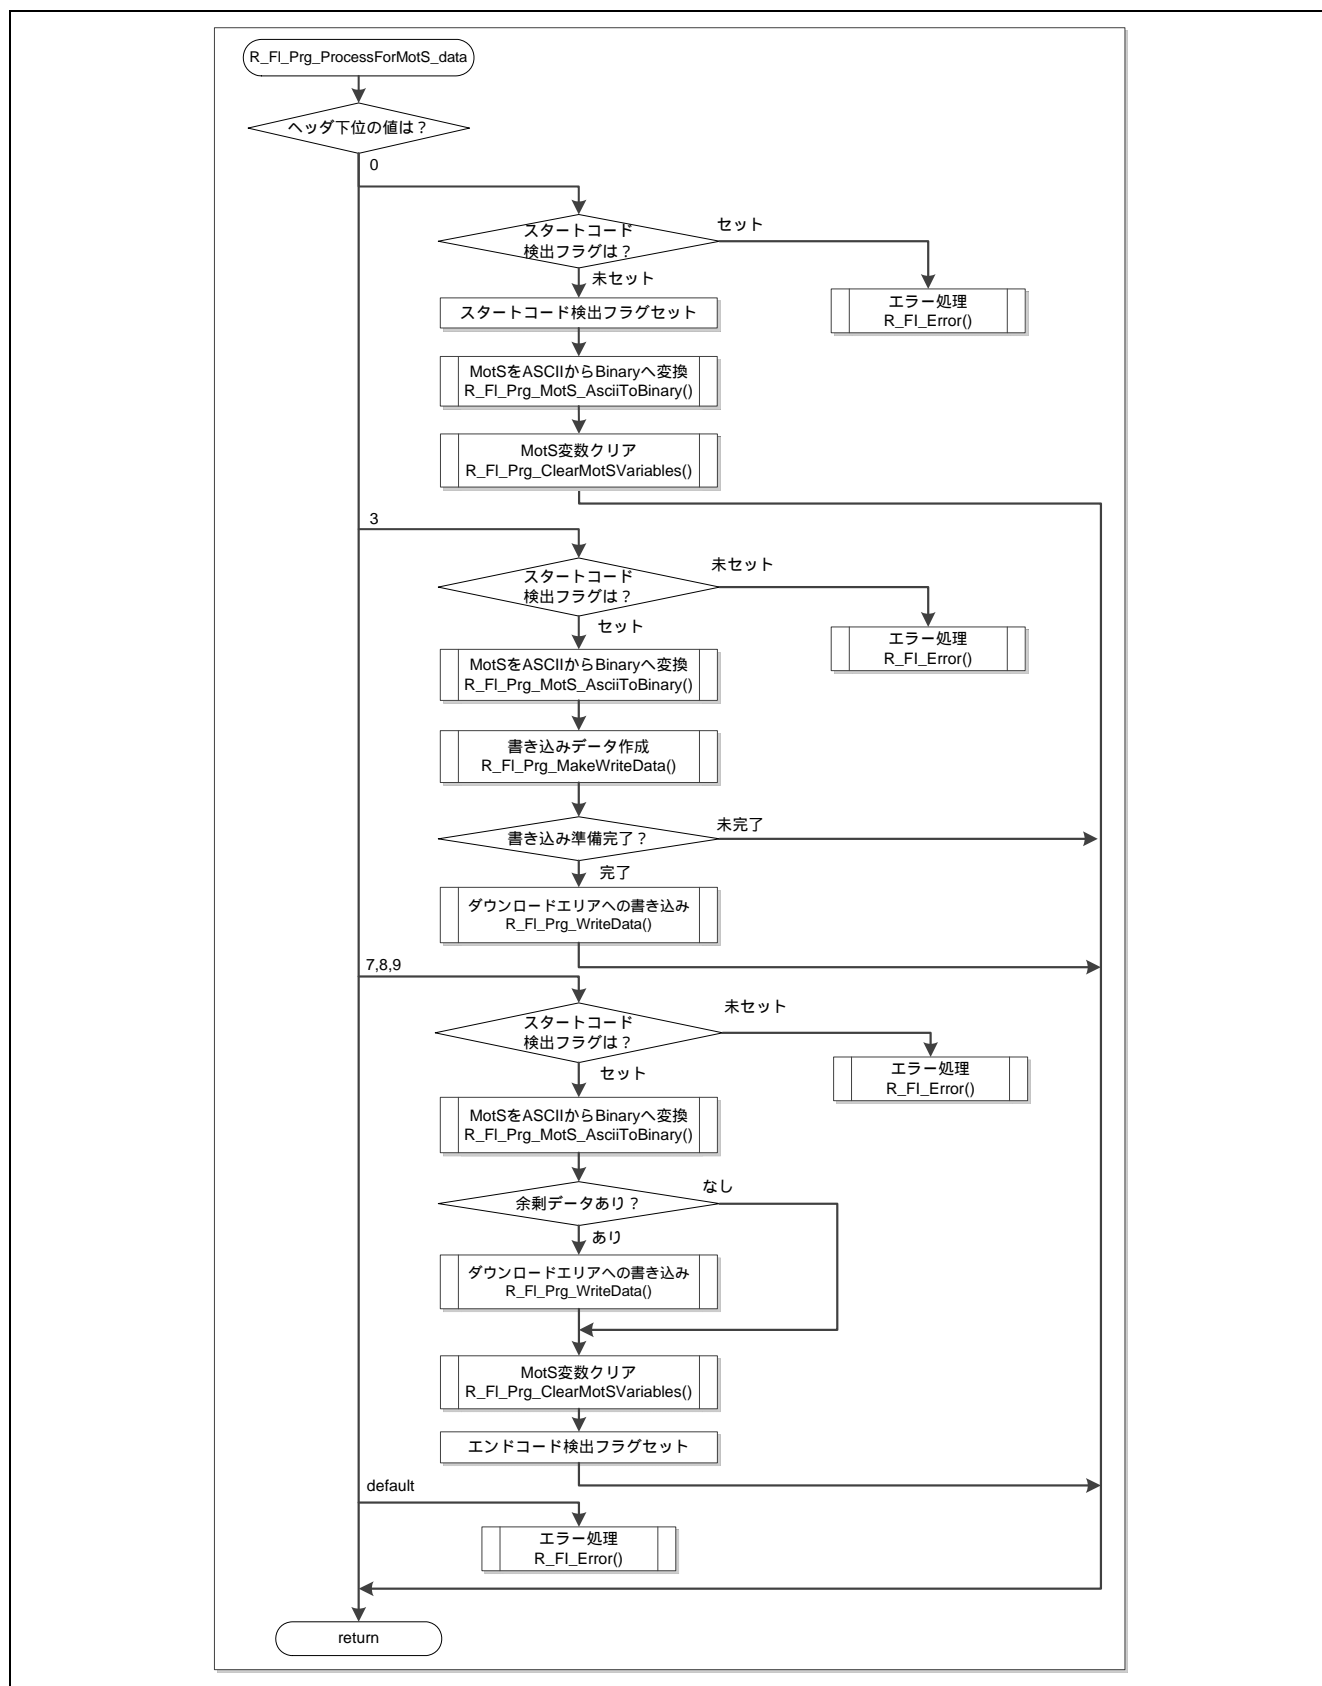 R_Fl_Prg_ProcessForMotS_data
ヘッダ下位の値は？
0
スタートコード
検出フラグは？
セット
未セット
エラー処理
R_Fl_Error()
スタートコード検出フラグセット
MotSをASCIIからBinaryへ変換
R_Fl_Prg_MotS_AsciiToBinary()
MotS変数クリア
R_Fl_Prg_ClearMotSVariables()
3
スタートコード
検出フラグは？
未セット
セット
エラー処理
R_Fl_Error()
MotSをASCIIからBinaryへ変換
R_Fl_Prg_MotS_AsciiToBinary()
書き込みデータ作成
R_Fl_Prg_MakeWriteData()
書き込み準備完了？
未完了
完了
ダウンロードエリアへの書き込み
R_Fl_Prg_WriteData()
7,8,9
スタートコード
検出フラグは？
未セット
セット
エラー処理
R_Fl_Error()
MotSをASCIIからBinaryへ変換
R_Fl_Prg_MotS_AsciiToBinary()
余剰データあり？
なし
あり
ダウンロードエリアへの書き込み
R_Fl_Prg_WriteData()
MotS変数クリア
R_Fl_Prg_ClearMotSVariables()
エンドコード検出フラグセット
default
エラー処理
R_Fl_Error()
return